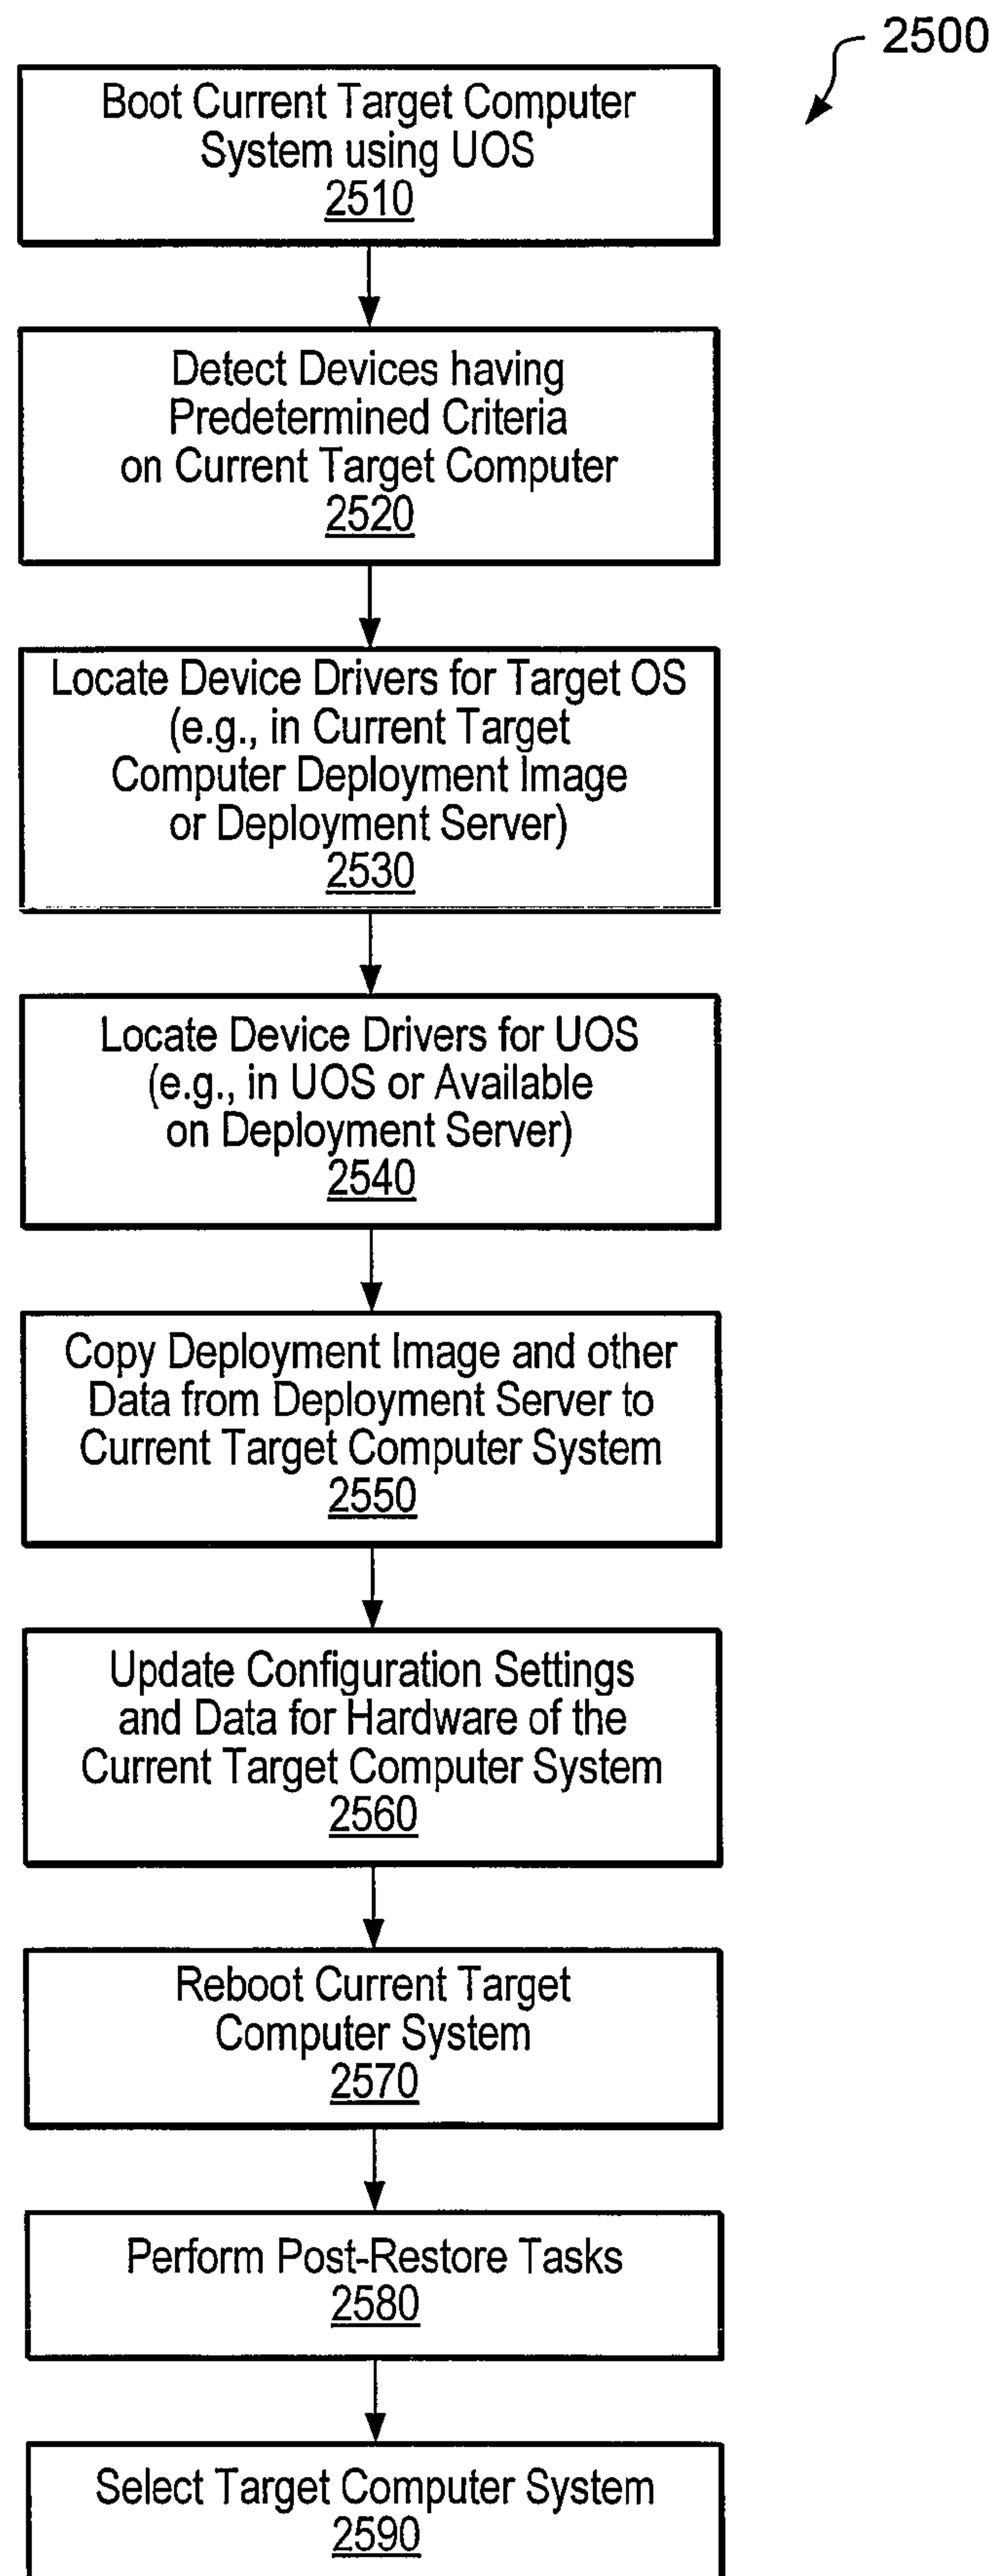 2500
Boot Current Target Computer
System using UOS
2510
Detect Devices having
Predetermined Criteria
on Current Target Computer
2520
Locate Device Drivers for Target OS
(e.g., in Current Target
Computer Deployment Image
or Deployment Server)
2530
Locate Device Drivers for UOS
(e.g., in UOS or Available
on Deployment Server)
2540
Copy Deployment Image and other
Data from Deployment Server to
Current Target Computer System
2550
Update Configuration Settings
and Data for Hardware of the
Current Target Computer System
2560
Reboot Current Target
Computer System
2570
Perform Post-Restore Tasks
2580
Select Target Computer System
2590